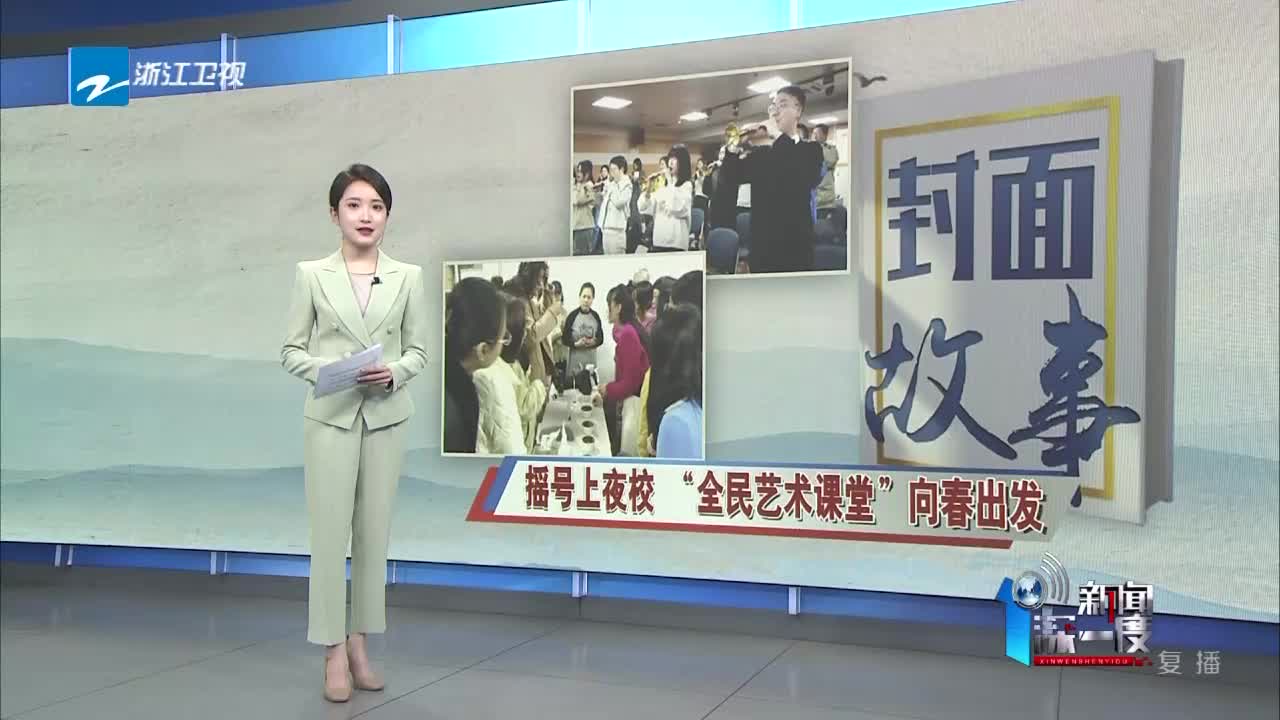 浙江卫视
封面
故事
摇号上夜校 “全民艺术课堂”向春出发
新闻
深一度
XINWENSHENYIDU
复播